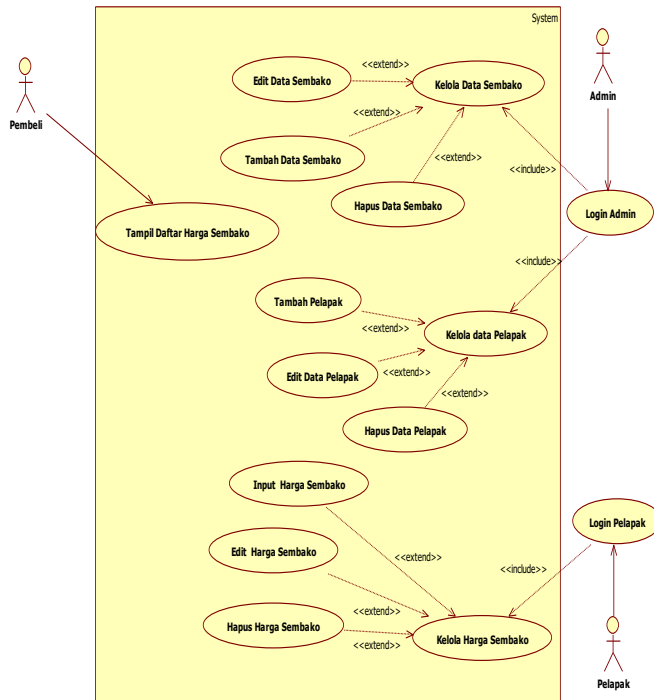 System
<<extend>>
Edit Data Sembako
Kelola Data Sembako
Admin
<<extend>>
Pembeli
Tambah Data Sembako
<<extend>>
<<include>>
Hapus Data Sembako
Login Admin
Tampil Daftar Harga Sembako
<<include>>
Tambah Pelapak
<<extend>>
Kelola data Pelapak
Edit Data Pelapak
<<extend>>
<<extend>>
Hapus Data Pelapak
Input Harga Sembako
Login Pelapak
Edit Harga Sembako
<<extend>>
<<include>>
<<extend>>
Hapus Harga Sembako
Kelola Harga Sembako
<<extend>>
Pelapak